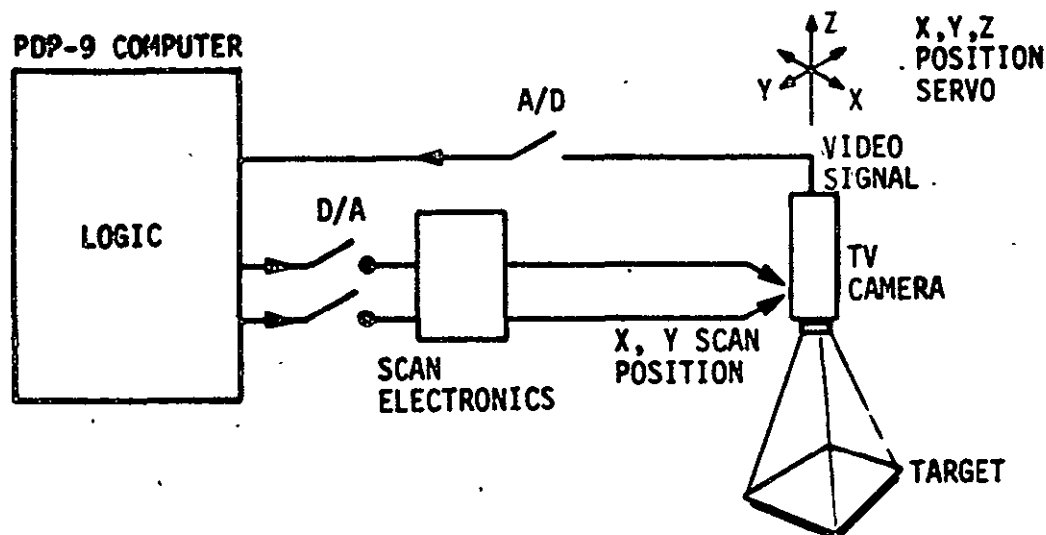 PDP-9 COMPUTER
LOGIC
A/D
D/A
SCAN
ELECTRONICS
X, Y SCAN
POSITION
Z
Y
X
X,Y,Z
POSITION
SERVO
VIDEO
SIGNAL
TV
CAMERA
TARGET